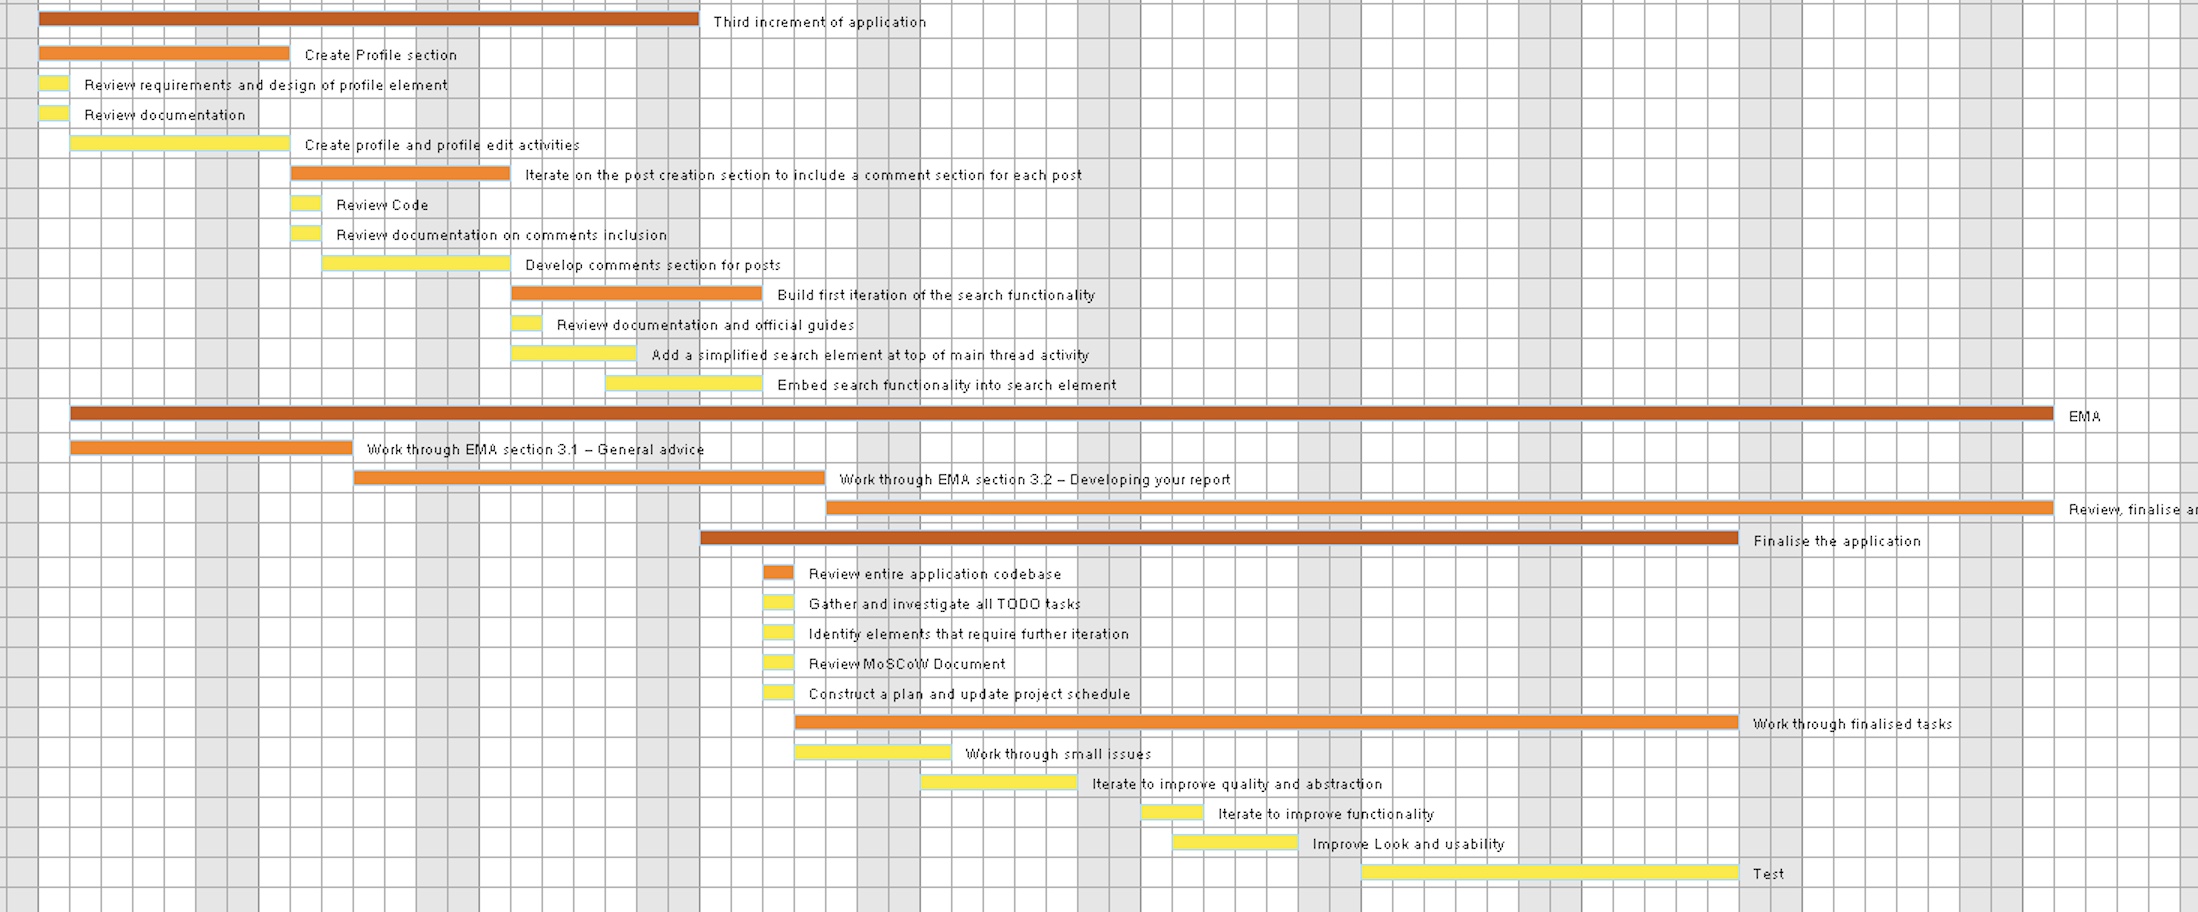 Third increment of application
Create Profile section
Review requirements and design of profile element
Review documentation
Create profile and profile edit activities
Iterate on the post creation section to include a comment section for each post
Review Code
Review documentation on comments inclusion
Develop comments section for posts
Build first iteration of the search functionality
Review documentation and official guides
Add a simplified search element at top of main thread activity
Embed search functionality into search element
EMA
Work through EMA section 3.1 – General advice
Work through EMA section 3.2 – Developing your report
Review, finalise
Finalise the application
Review entire application codebase
Gather and investigate all TODO tasks
Identify elements that require further iteration
Review MoSCoW Document
Construct a plan and update project schedule
Work through finalised tasks
Work through small issues
Iterate to improve quality and abstraction
Iterate to improve functionality
Improve Look and usability
Test